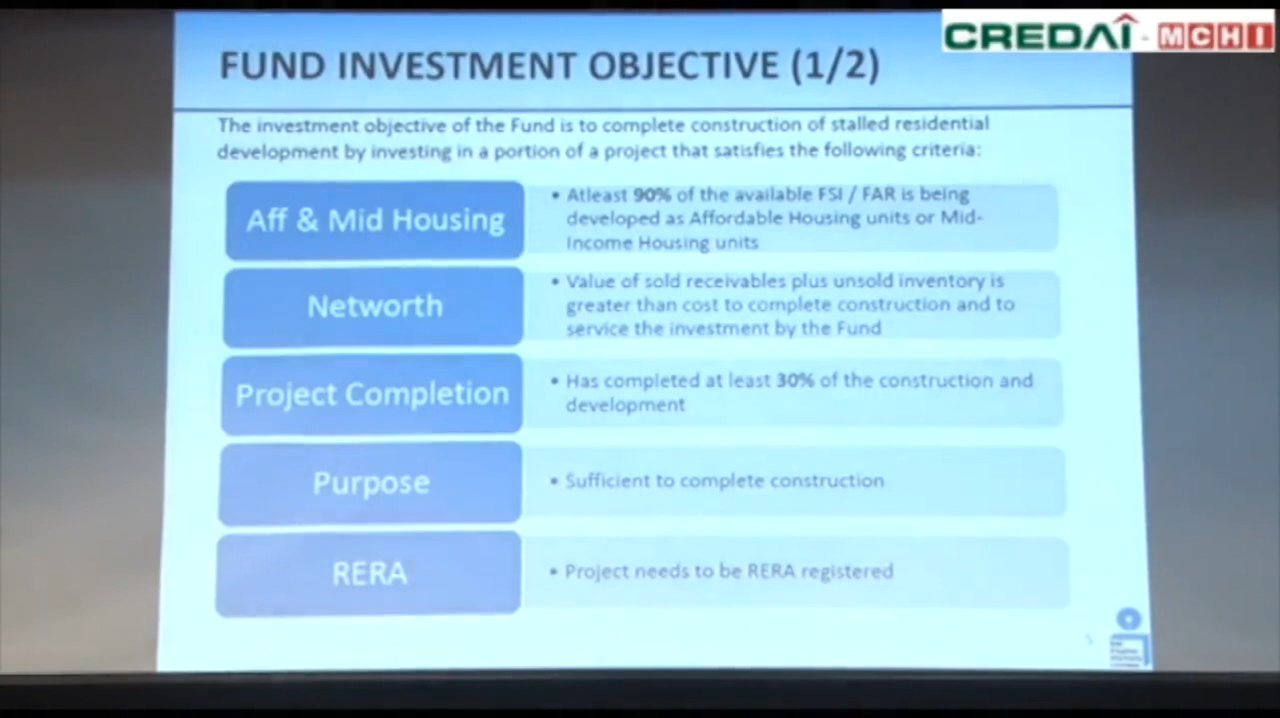 CREDAI - MCHI
FUND INVESTMENT OBJECTIVE (1/2)
The investment objective of the Fund is to complete construction of stalled residential
development by investing in a portion of a project that satisfies the following criteria:
Aff & Mid Housing
• Atleast 90% of the available FSI / FAR is being
developed as Affordable Housing units or Mid-
Income Housing units
Networth
• Value of sold receivables plus unsold inventory is
greater than cost to complete construction and to
service the investment by the Fund
Project Completion
• Has completed at least 30% of the construction and
development
Purpose
• Sufficient to complete construction
RERA
• Project needs to be RERA registered